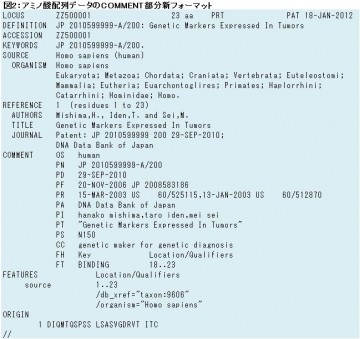 図2：アミノ酸配列データのCOMMENT部分新フォーマット
LOCUS ZZ500001 23 aa PRT PAT 18-JAN-2012
DEFINITION JP 2010599999-A/200: Genetic Markers Expressed In Tumors
ACCESSION ZZ500001
KEYWORDS JP 2010599999-A/200.
SOURCE Homo sapiens (human)
ORGANISM Homo sapiens
Eukaryota; Metazoa; Chordata; Craniata; Vertebrata; Euteleostomi;
Mammalia; Eutheria; Euarchontoglires; Primates; Haplorrhini;
Catarrhini; Hominidae; Homo.
REFERENCE 1 (residues 1 to 23)
AUTHORS Mishima,H., Iden,T. and Sei,M.
TITLE Genetic Markers Expressed In Tumors
JOURNAL Patent: JP 2010599999 200 29-SEP-2010;
DNA Data Bank of Japan
COMMENT OS human
PN JP 2010599999-A/200
PD 29-SEP-2010
PF 20-NOV-2006 JP 2008583186
PR 15-MAR-2003 US 60/525115,13-JAN-2003 US 60/512870
PA DNA Data Bank of Japan
PI hanako mishima,taro iden,mei sei
PT "Genetic Markers Expressed In Tumors"
PS N150
CC genetic maker for genetic diagnosis
FH Key Location/Qualifiers
FT BINDING 18..23
FEATURES Location/Qualifiers
source 1..23
/db_xref="taxon:9606"
/organism="Homo sapiens"
ORIGIN
1 DIQMTQSPSS LSASVGDRVT ITC
//